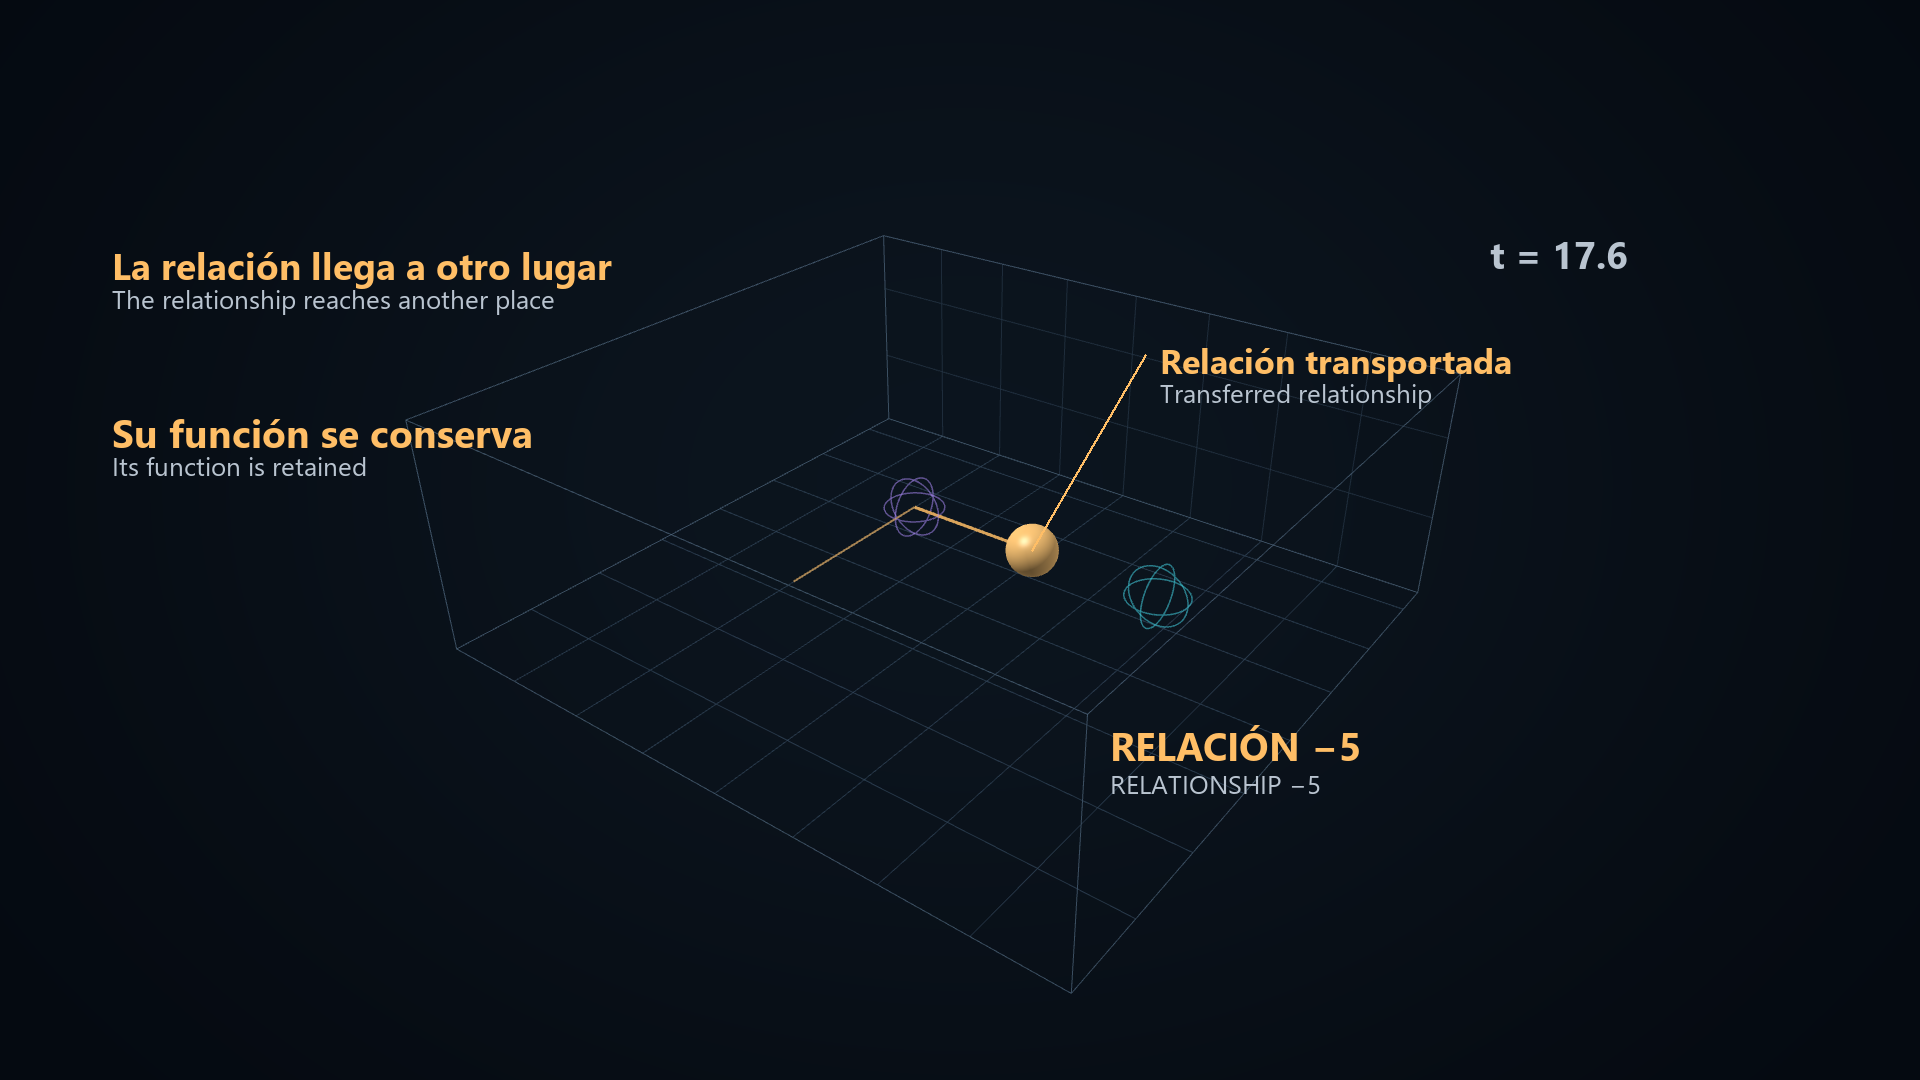 La relación llega a otro lugar
The relationship reaches another place
t = 17.6
Relación transportada
Transferred relationship
Su función se conserva
Its function is retained
RELACIÓN −5
RELATIONSHIP −5